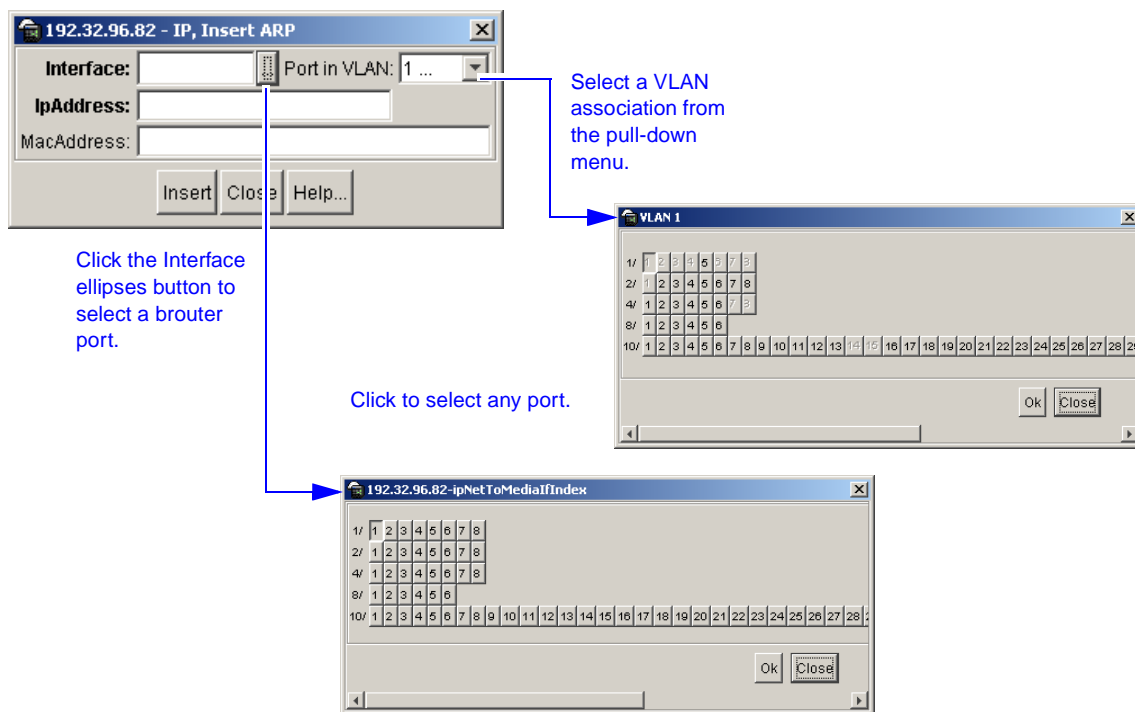 192.32.96.82 - IP, Insert ARP
Interface: Port in VLAN: 1 ...
IpAddress:
MacAddress:
Insert Close Help...
Select a VLAN
association from
the pull-down
menu.
Click the Interface
ellipses button to
select a brouter
port.
VLAN 1
1/ 1 2 3 4 5 6 7 8
2/ 1 2 3 4 5 6 7 8
4/ 1 2 3 4 5 6 7 8
8/ 1 2 3 4 5 6
10/ 1 2 3 4 5 6 7 8 9 10 11 12 13 14 15 16 17 18 19 20 21 22 23 24 25 26 27 28
Ok Close
Click to select any port.
192.32.96.82-ipNetToMediaIfIndex
1/ 1 2 3 4 5 6 7 8
2/ 1 2 3 4 5 6 7 8
4/ 1 2 3 4 5 6 7 8
8/ 1 2 3 4 5 6
10/ 1 2 3 4 5 6 7 8 9 10 11 12 13 14 15 16 17 18 19 20 21 22 23 24 25 26 27 28
Ok Close